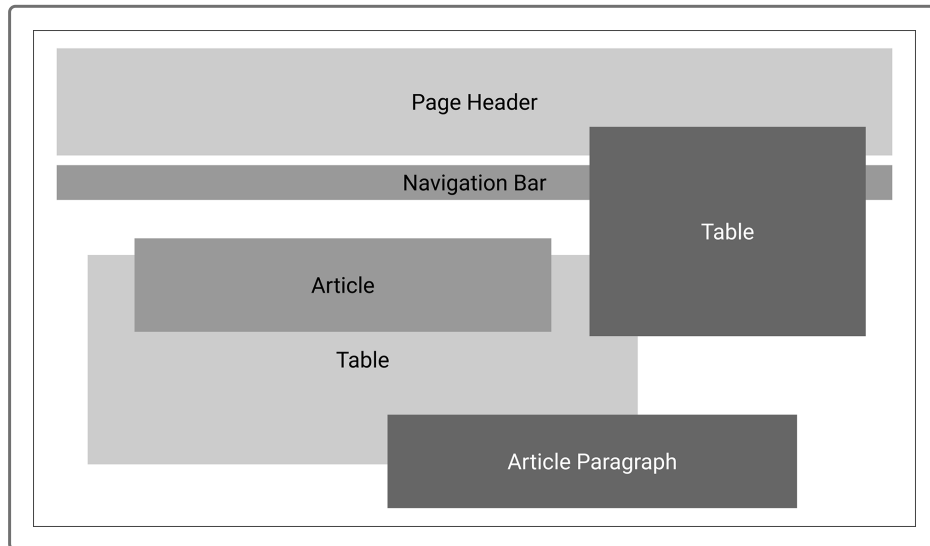 Page Header
Navigation Bar
Table
Article
Table
Article Paragraph